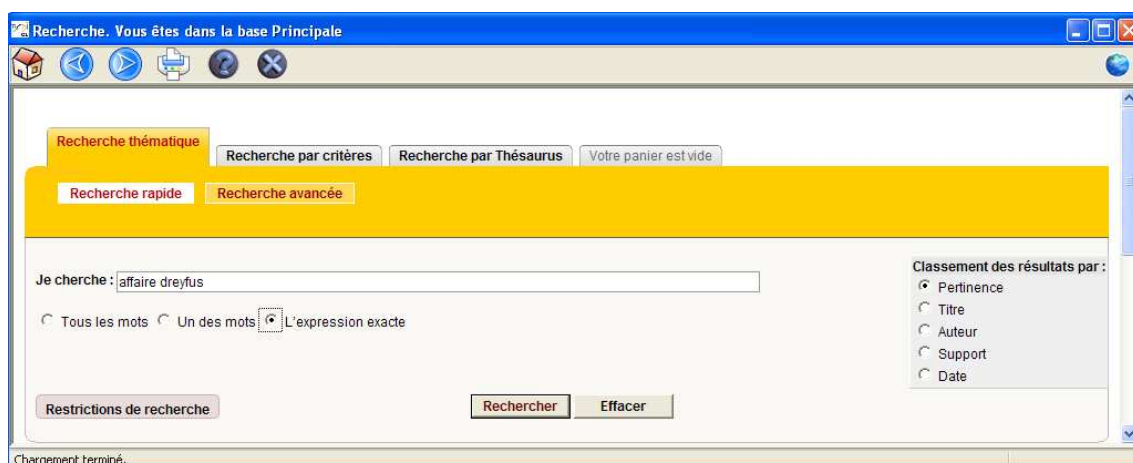 Recherche. Vous êtes dans la base Principale
Recherche thématique Recherche par critères Recherche par Thésaurus Votre panier est vide
Recherche rapide Recherche avancée
Je cherche : affaire dreyfus
Tous les mots Un des mots L'expression exacte
Classement des résultats par :
Pertinence
Titre
Auteur
Support
Date
Restrictions de recherche Rechercher Effacer
Chargement terminé.